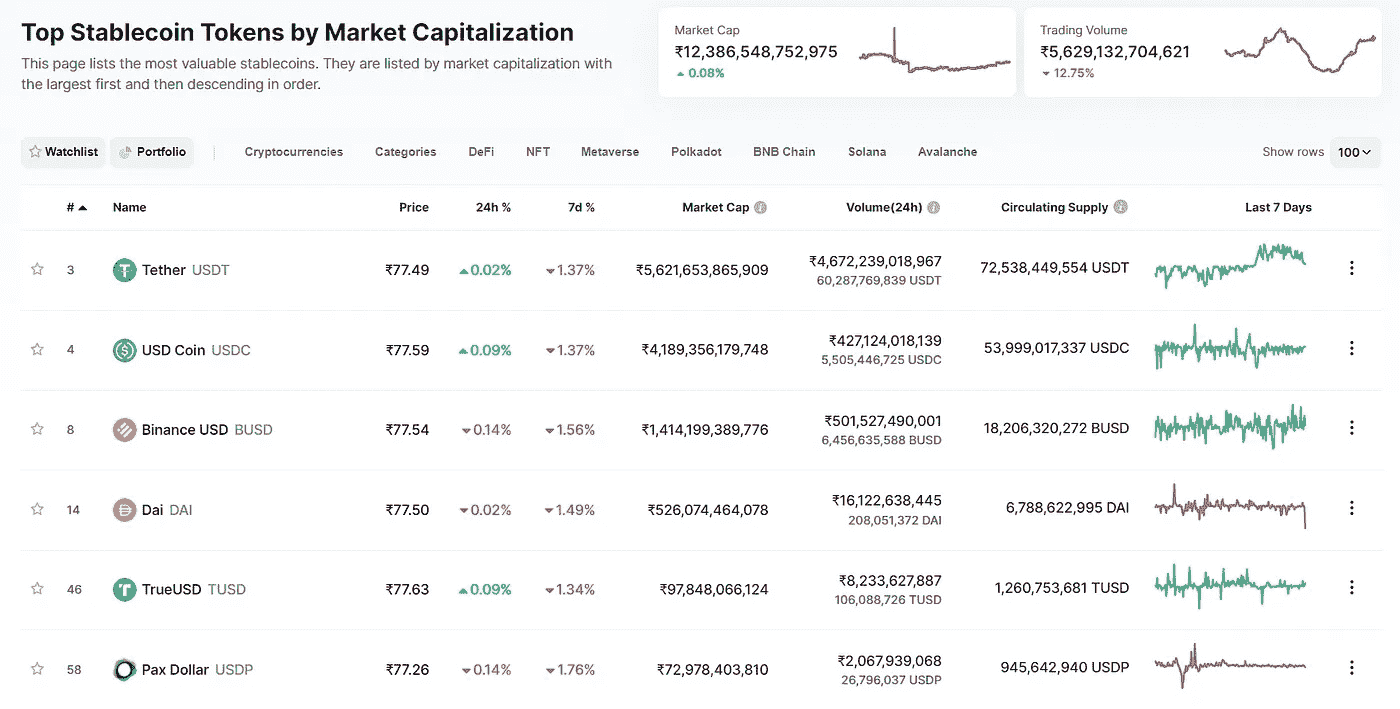 Top Stablecoin Tokens by Market Capitalization
This page lists the most valuable stablecoins. They are listed by market capitalization with
the largest first and then descending in order.
Market Cap
₹12,386,548,752,975
0.08%
Trading Volume
₹5,629,132,704,621
12.75%
Watchlist Portfolio Cryptocurrencies Categories DeFi NFT Metaverse Polkadot BNB Chain Solana Avalanche Show rows 100
# Name Price 24h % 7d % Market Cap Volume(24h) Circulating Supply Last 7 Days
3 Tether USDT ₹77.49 0.02% 1.37% ₹5,621,653,865,909 ₹4,672,239,018,967 72,538,449,554 USDT
60,287,769,839 USDT
4 USD Coin USDC ₹77.59 0.09% 1.37% ₹4,189,356,179,748 ₹427,124,018,139 53,999,017,337 USDC
5,505,446,725 USDC
8 Binance USD BUSD ₹77.54 0.14% 1.56% ₹1,414,199,389,776 ₹501,527,490,001 18,206,320,272 BUSD
6,456,635,588 BUSD
14 Dai DAI ₹77.50 0.02% 1.49% ₹526,074,464,078 ₹16,122,638,445 6,788,622,995 DAI
208,051,372 DAI
46 TrueUSD TUSD ₹77.63 0.09% 1.34% ₹97,848,066,124 ₹8,233,627,887 1,260,753,681 TUSD
106,088,726 TUSD
58 Pax Dollar USDP ₹77.26 0.14% 1.76% ₹72,978,403,810 ₹2,067,939,068 945,642,940 USDP
26,796,037 USDP